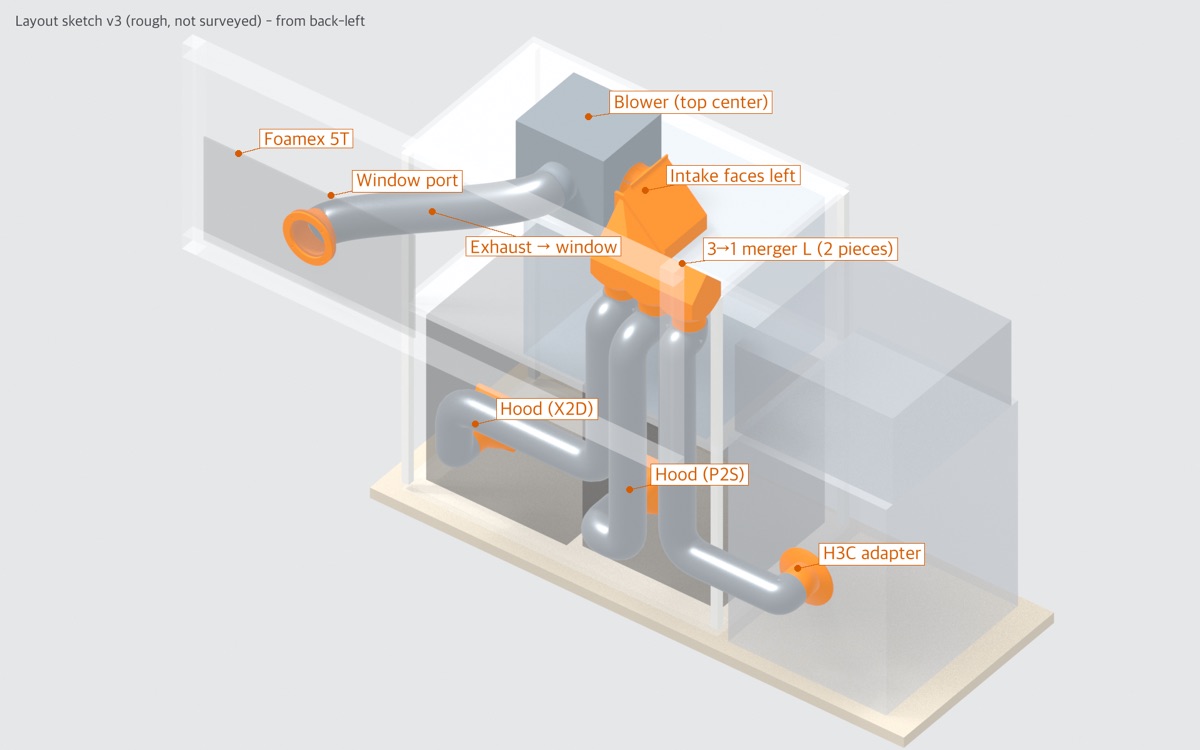 Layout sketch v3 (rough, not surveyed) - from back-left
Blower (top center)
Foamex 5T
Window port
Intake faces left
Exhaust → window
3→1 merger L (2 pieces)
Hood (X2D)
Hood (P2S)
H3C adapter